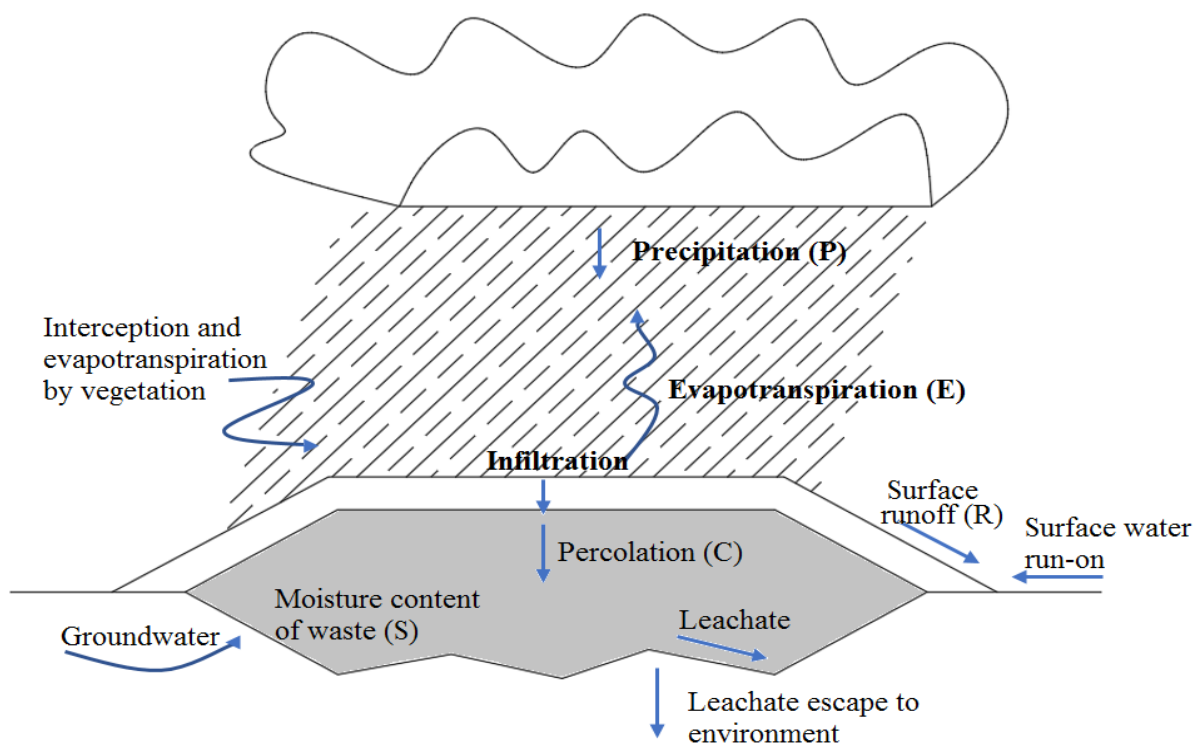 Precipitation (P)
Interception and
evapotranspiration
by vegetation
Evapotranspiration (E)
Infiltration
Surface
runoff (R)
Surface water
run-on
Percolation (C)
Moisture content
of waste (S)
Groundwater
Leachate
Leachate escape to
environment